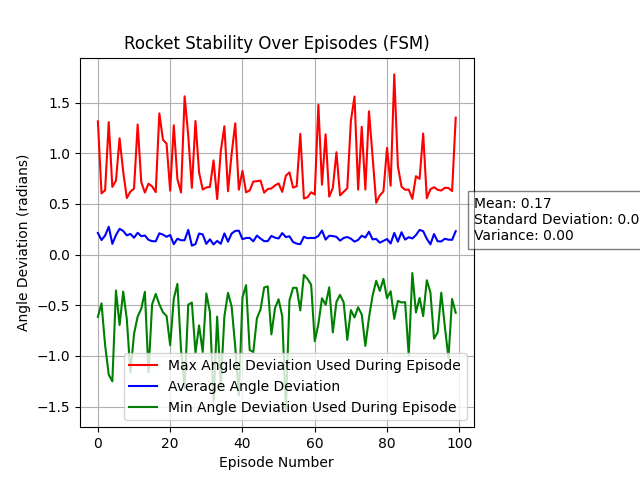 Rocket Stability Over Episodes (FSM)
Angle Deviation (radians)
1.5
1.0
0.5
0.0
−0.5
−1.0
−1.5
Mean: 0.17
Standard Deviation: 0.0
Variance: 0.00
Max Angle Deviation Used During Episode
Average Angle Deviation
Min Angle Deviation Used During Episode
0 20 40 60 80 100
Episode Number